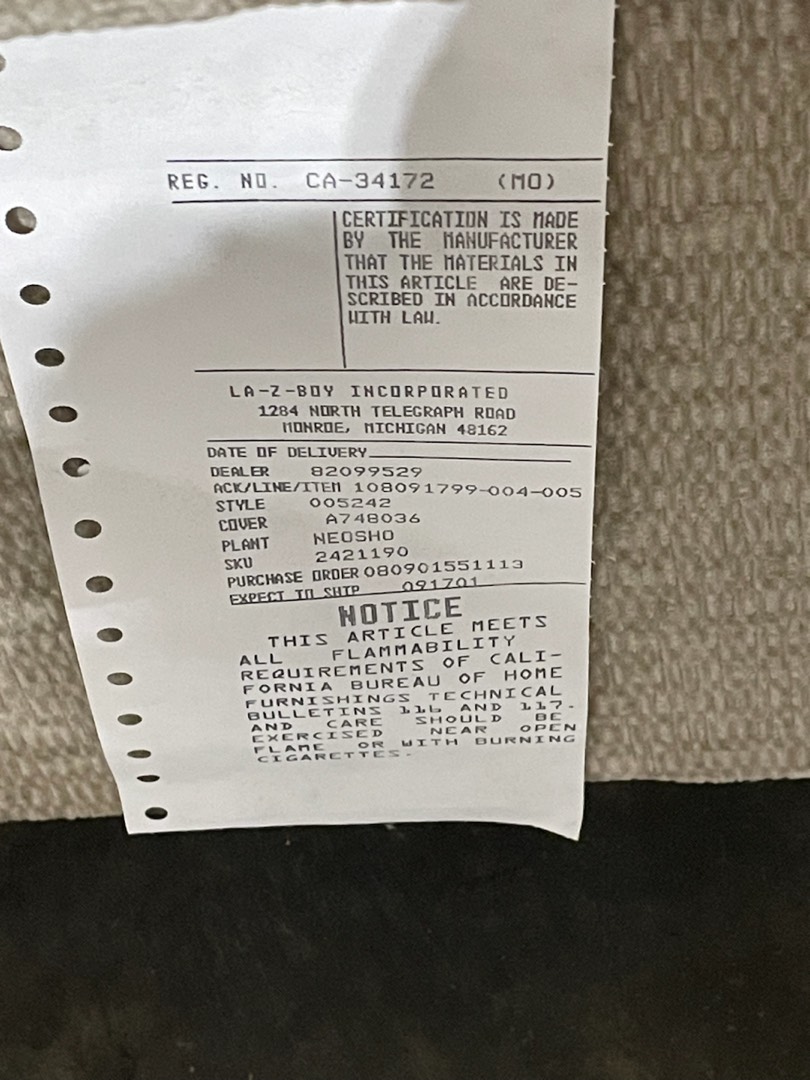 REG. NO. CA-34172 (MO)
CERTIFICATION IS MADE
BY THE MANUFACTURER
THAT THE MATERIALS IN
THIS ARTICLE ARE DE-
SCRIBED IN ACCORDANCE
WITH LAW.
LA-Z-BOY INCORPORATED
1284 NORTH TELEGRAPH ROAD
MONROE, MICHIGAN 48162
DATE OF DELIVERY
DEALER 82099529
ACK/LINE/ITEM 108091799-004-005
STYLE 005242
COVER A748036
PLANT NEOSHO
SKU 2421190
PURCHASE ORDER 080901551113
EXPECT TO SHIP 091701
NOTICE
THIS ARTICLE MEETS
ALL FLAMMABILITY
REQUIREMENTS OF CALI-
FORNIA BUREAU OF HOME
FURNISHINGS TECHNICAL
BULLETINS 116 AND 117.
AND CARE SHOULD BE
EXERCISED NEAR OPEN
FLAME OR WITH BURNING
CIGARETTES.